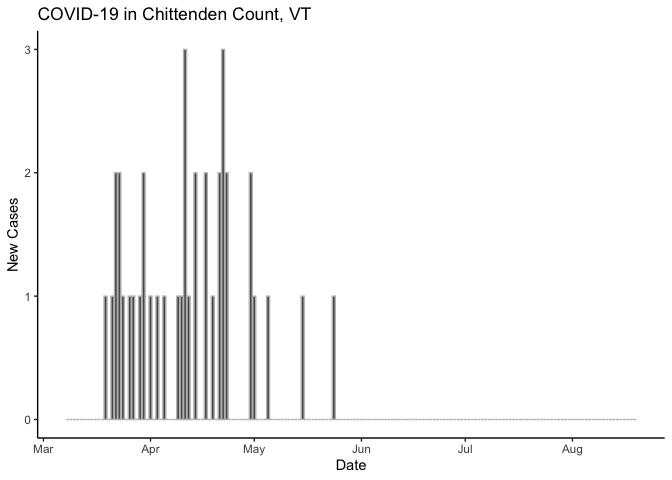 COVID-19 in Chittenden Count, VT
New Cases
3
2
1
0
Mar Apr May Jun Jul Aug
Date